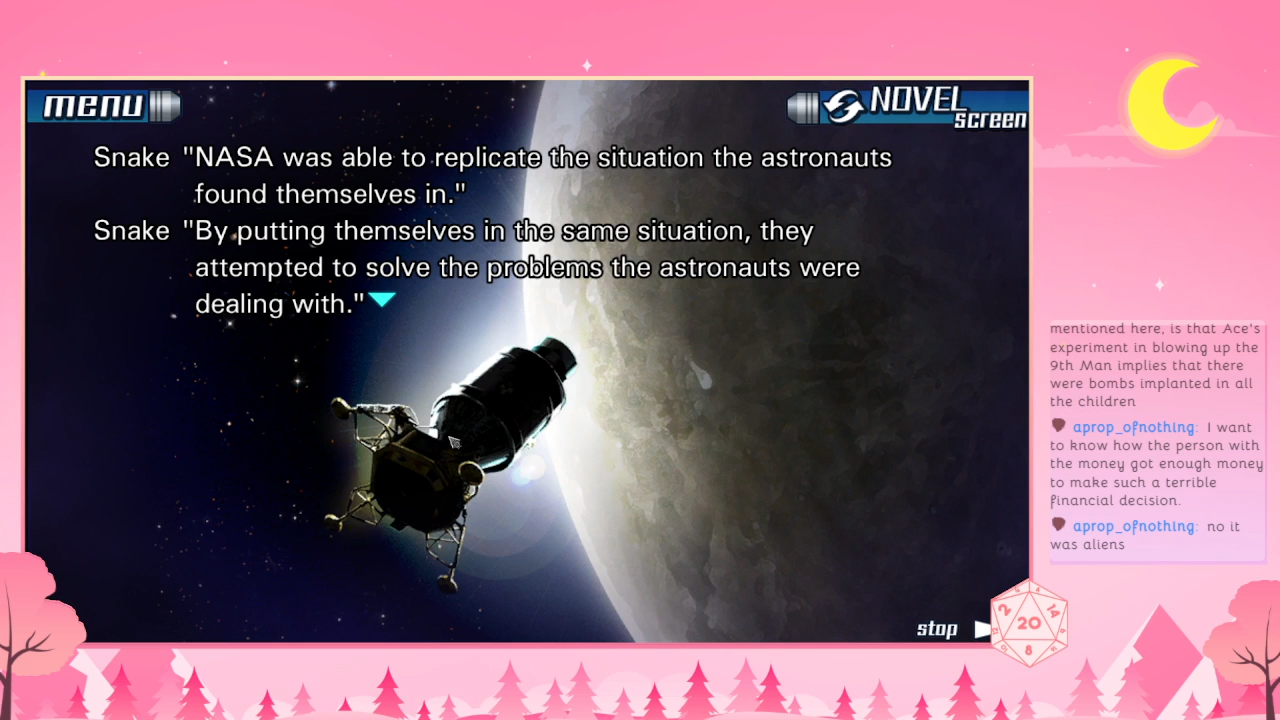 menu
NOVEL
screen
Snake "NASA was able to replicate the situation the astronauts
found themselves in."
Snake "By putting themselves in the same situation, they
attempted to solve the problems the astronauts were
dealing with."
stop
mentioned here, is that Ace's
experiment in blowing up the
9th Man implies that there
were bombs implanted in all
the children
aprop_ofnothing: I want
to know how the person with
the money got enough money
to make such a terrible
financial decision.
aprop_ofnothing: no it
was aliens
2
14
20
8